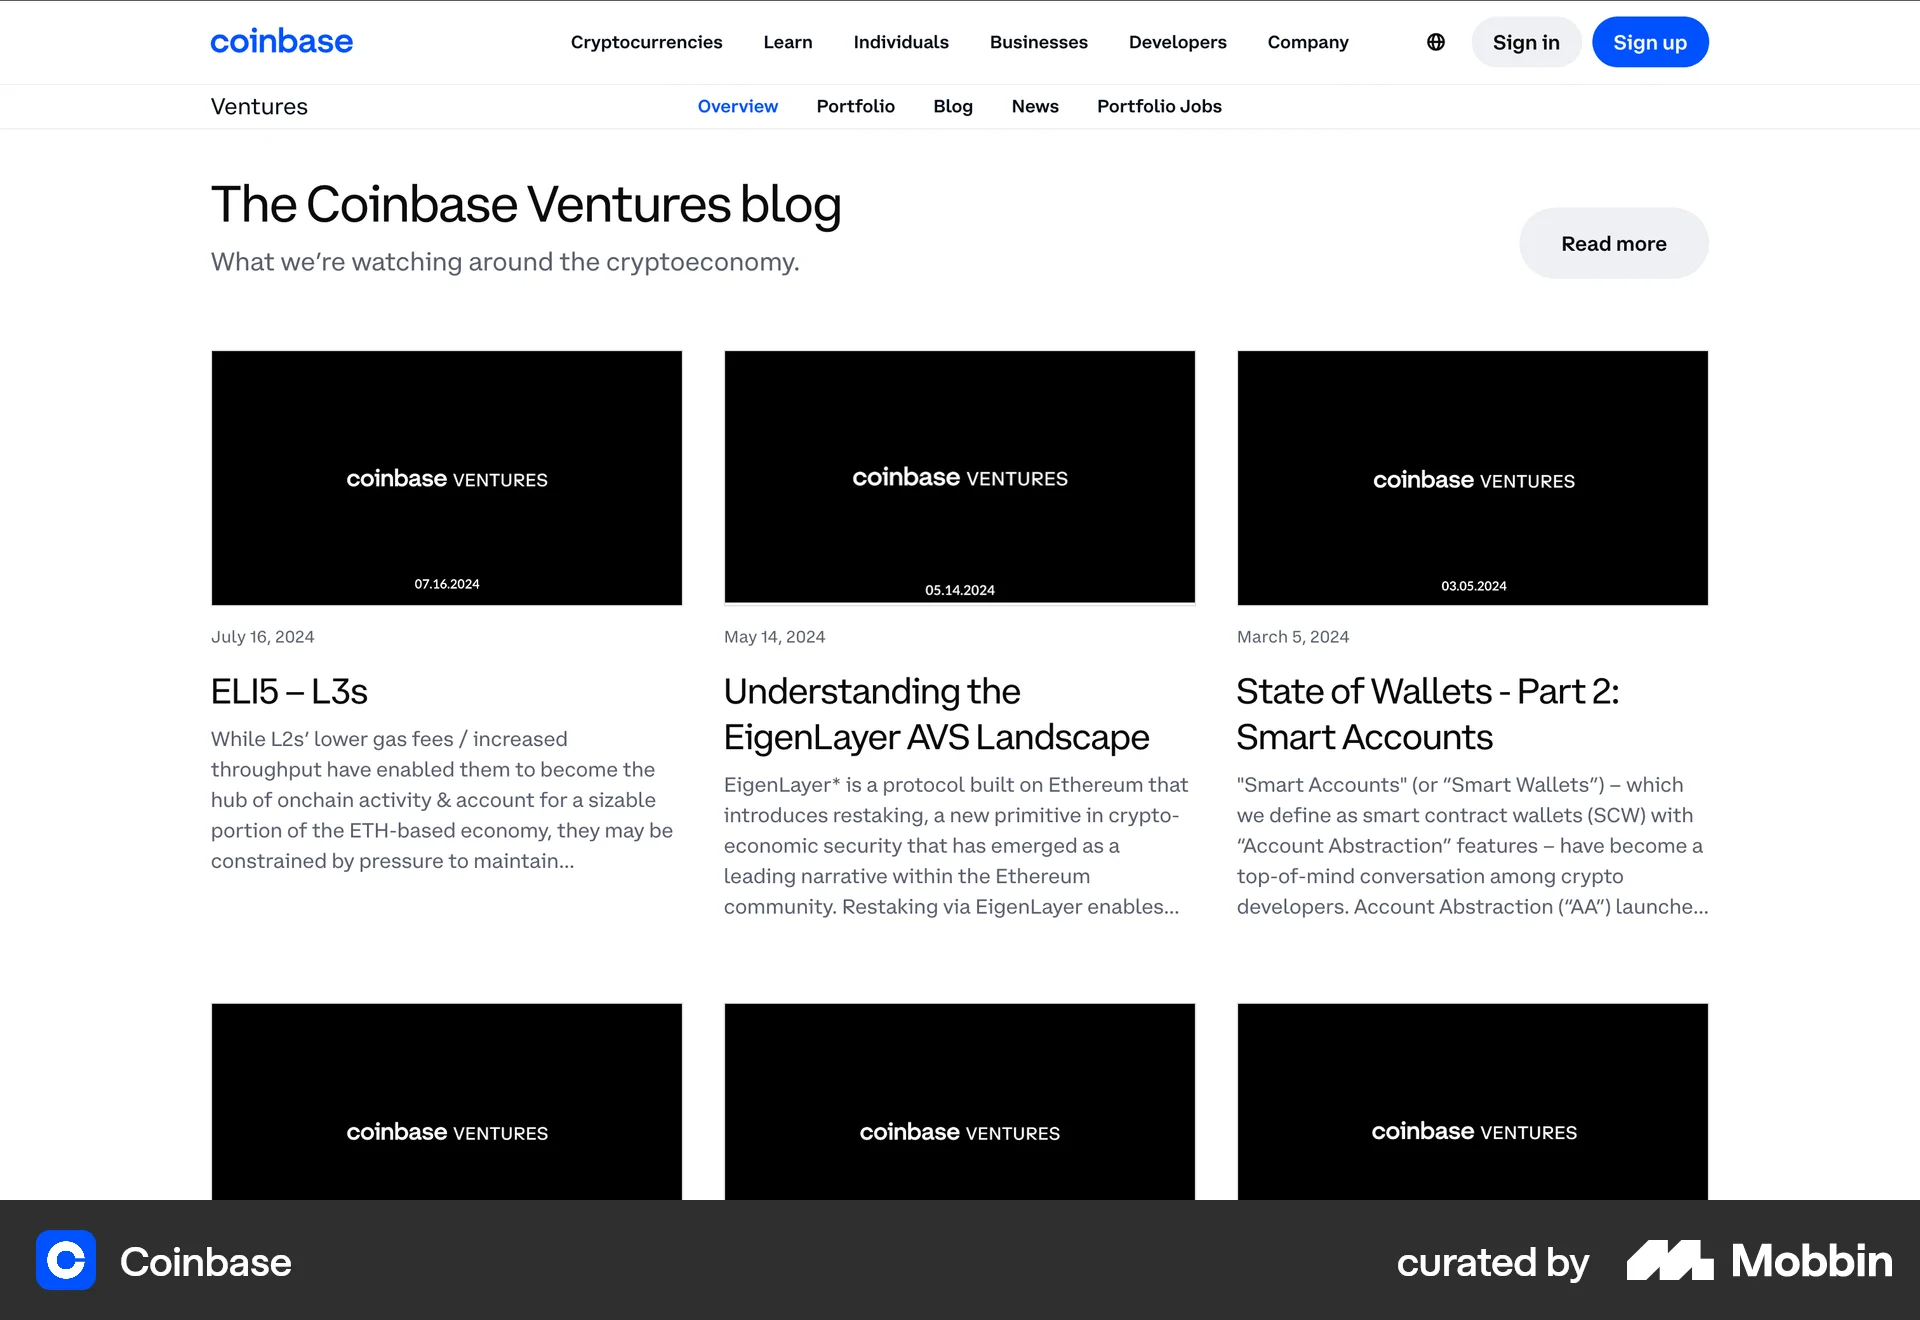 coinbase
Cryptocurrencies Learn Individuals Businesses Developers Company
Sign in
Sign up
Ventures
Overview Portfolio Blog News Portfolio Jobs
The Coinbase Ventures blog
What we’re watching around the cryptoeconomy.
Read more
coinbase VENTURES
07.16.2024
July 16, 2024
ELI5 – L3s
While L2s’ lower gas fees / increased
throughput have enabled them to become the
hub of onchain activity & account for a sizable
portion of the ETH-based economy, they may be
constrained by pressure to maintain...
coinbase VENTURES
05.14.2024
May 14, 2024
Understanding the
EigenLayer AVS Landscape
EigenLayer* is a protocol built on Ethereum that
introduces restaking, a new primitive in crypto-
economic security that has emerged as a
leading narrative within the Ethereum
community. Restaking via EigenLayer enables...
coinbase VENTURES
03.05.2024
March 5, 2024
State of Wallets - Part 2:
Smart Accounts
"Smart Accounts" (or “Smart Wallets”) – which
we define as smart contract wallets (SCW) with
“Account Abstraction” features – have become a
top-of-mind conversation among crypto
developers. Account Abstraction (“AA”) launche...
coinbase VENTURES
coinbase VENTURES
coinbase VENTURES
Coinbase
curated by Mobbin